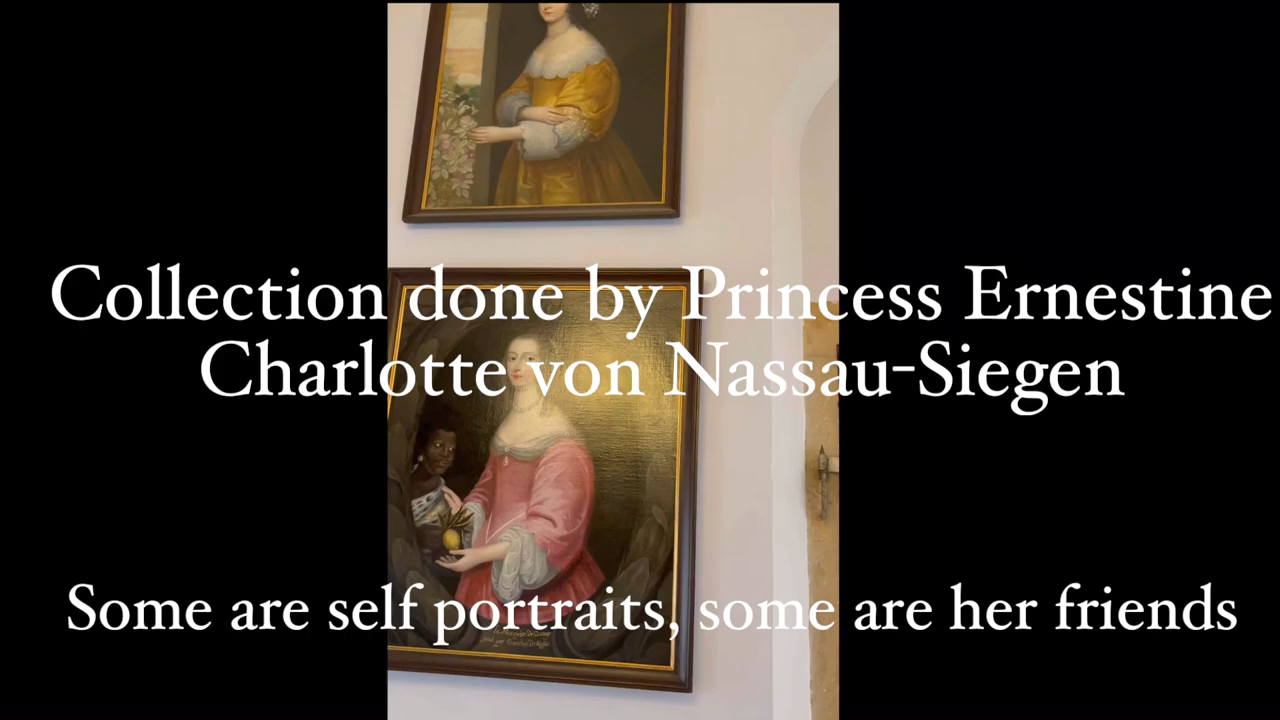 Collection done by Princess Ernestine
Charlotte von Nassau-Siegen
Some are self portraits, some are her friends